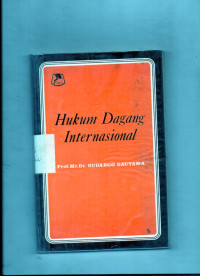 Hukum Dagang
Internasional
Prof. Mr. Dr. SUDARGO GAUTAMA